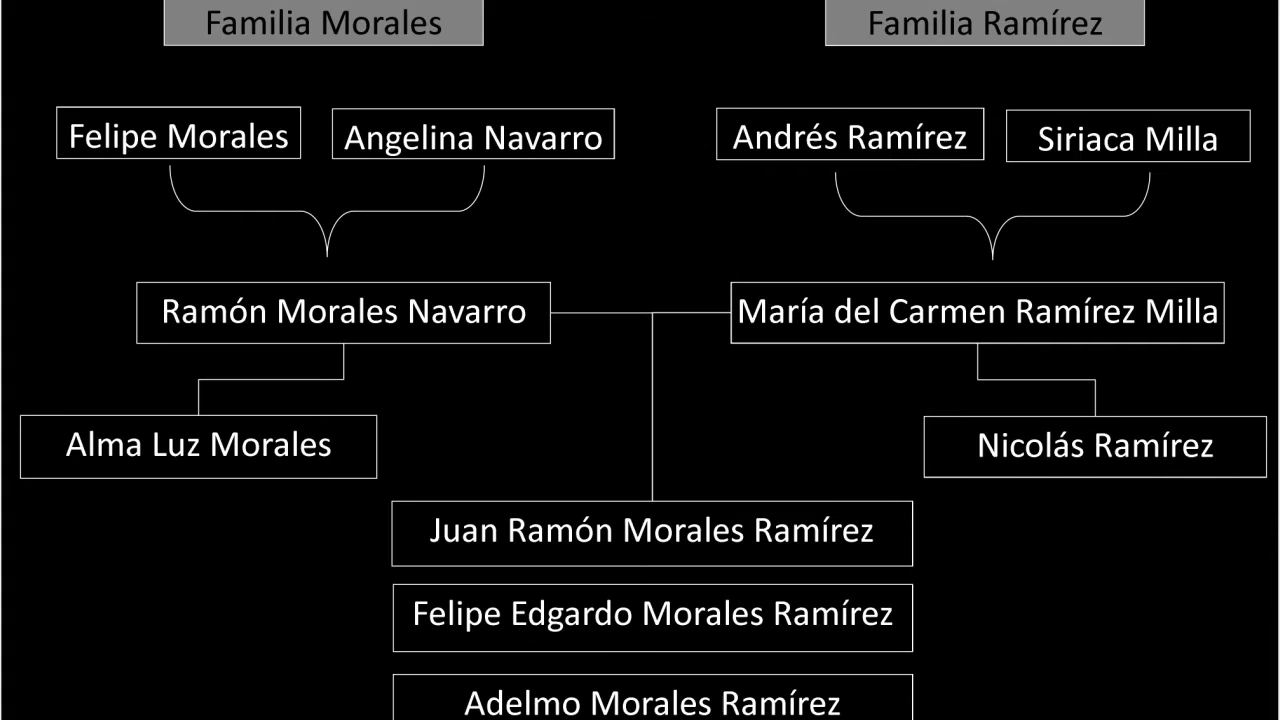 Familia Morales
Familia Ramírez
Felipe Morales
Angelina Navarro
Andrés Ramírez
Siriaca Milla
Ramón Morales Navarro
María del Carmen Ramírez Milla
Alma Luz Morales
Nicolás Ramírez
Juan Ramón Morales Ramírez
Felipe Edgardo Morales Ramírez
Adelmo Morales Ramírez